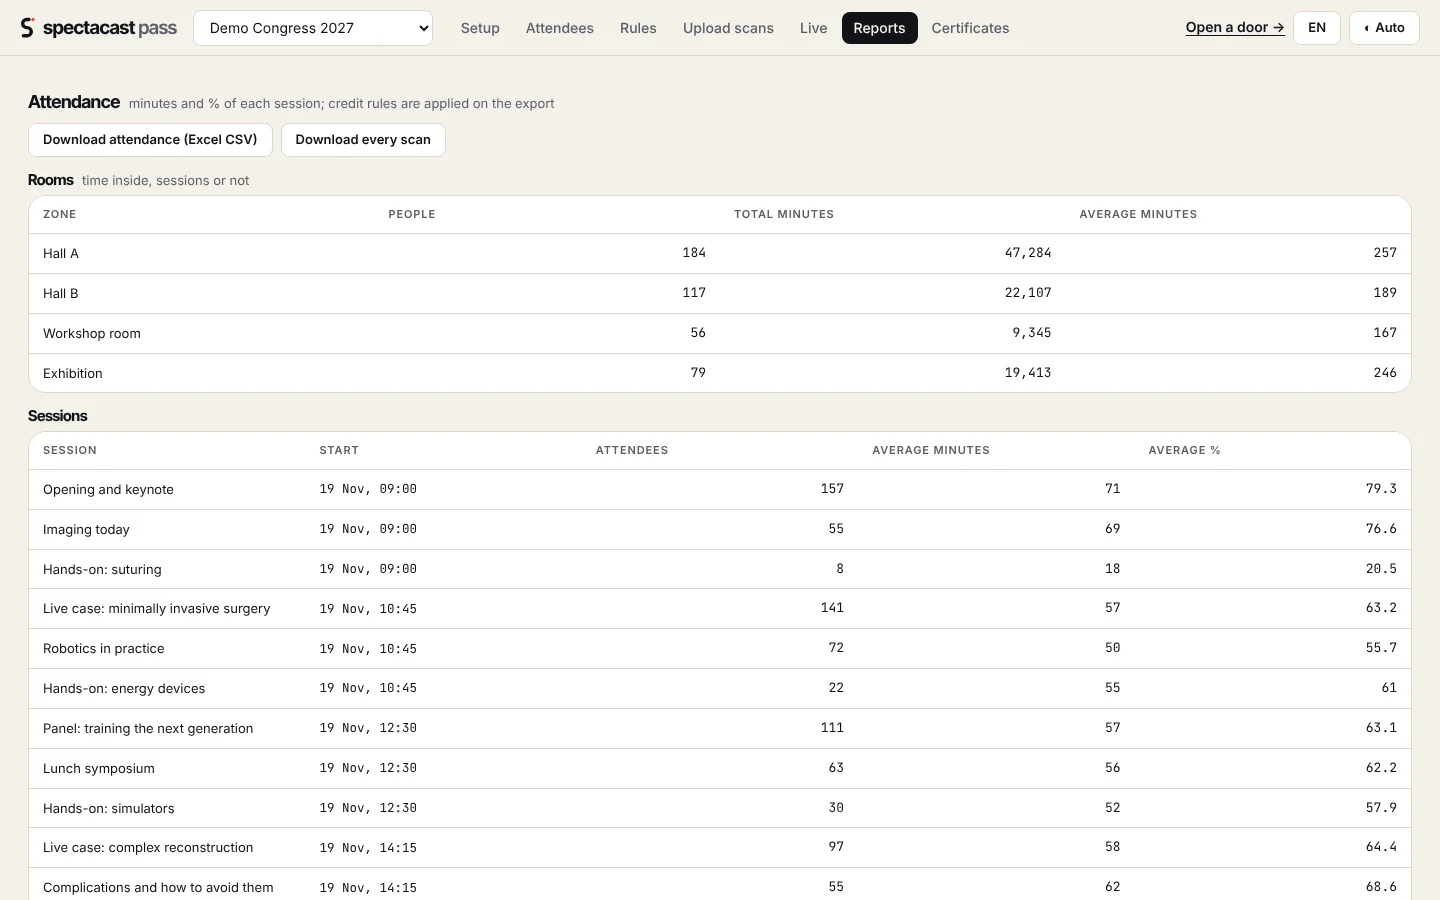 spectacast pass
Demo Congress 2027
Setup
Attendees
Rules
Upload scans
Live
Reports
Certificates
Open a door →
EN
Auto
Attendance minutes and % of each session; credit rules are applied on the export
Download attendance (Excel CSV)
Download every scan
Rooms time inside, sessions or not
ZONE PEOPLE TOTAL MINUTES AVERAGE MINUTES
Hall A 184 47,284 257
Hall B 117 22,107 189
Workshop room 56 9,345 167
Exhibition 79 19,413 246
Sessions
SESSION START ATTENDEES AVERAGE MINUTES AVERAGE %
Opening and keynote 19 Nov, 09:00 157 71 79.3
Imaging today 19 Nov, 09:00 55 69 76.6
Hands-on: suturing 19 Nov, 09:00 8 18 20.5
Live case: minimally invasive surgery 19 Nov, 10:45 141 57 63.2
Robotics in practice 19 Nov, 10:45 72 50 55.7
Hands-on: energy devices 19 Nov, 10:45 22 55 61
Panel: training the next generation 19 Nov, 12:30 111 57 63.1
Lunch symposium 19 Nov, 12:30 63 56 62.2
Hands-on: simulators 19 Nov, 12:30 30 52 57.9
Live case: complex reconstruction 19 Nov, 14:15 97 58 64.4
Complications and how to avoid them 19 Nov, 14:15 55 62 68.6